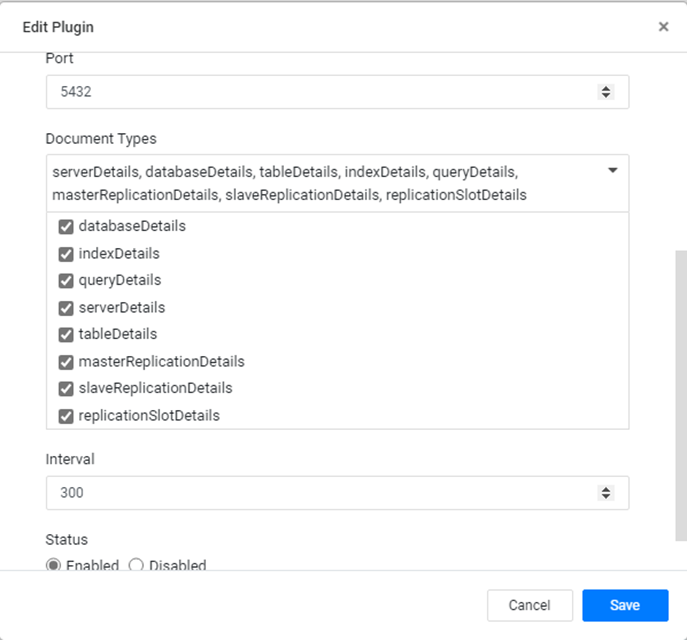 Edit Plugin
×
Port
5432
Document Types
serverDetails, databaseDetails, tableDetails, indexDetails, queryDetails,
masterReplicationDetails, slaveReplicationDetails, replicationSlotDetails
databaseDetails
indexDetails
queryDetails
serverDetails
tableDetails
masterReplicationDetails
slaveReplicationDetails
replicationSlotDetails
Interval
300
Status
Enabled Disabled
Cancel Save